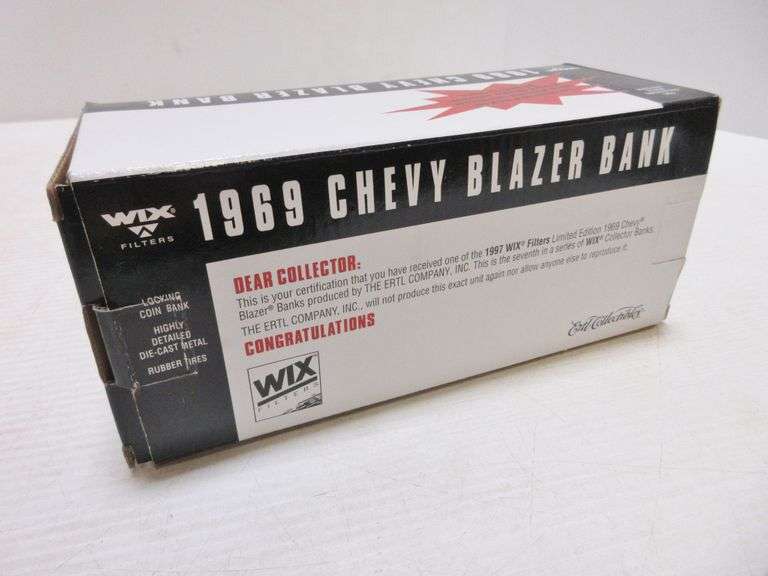 1969 CHEVY BLAZER BANK
WIX®
FILTERS
1969 CHEVY BLAZER BANK
LOCKING
COIN BANK
HIGHLY
DETAILED
DIE-CAST METAL
RUBBER TIRES
DEAR COLLECTOR:
This is your certification that you have received one of the 1997 WIX® Filters Limited Edition 1969 Chevy®
Blazer® Banks produced by THE ERTL COMPANY, INC. This is the seventh in a series of WIX® Collector Banks.
THE ERTL COMPANY, INC., will not produce this exact unit again nor allow anyone else to reproduce it.
CONGRATULATIONS
WIX
FILTERS
Ertl Collectibles